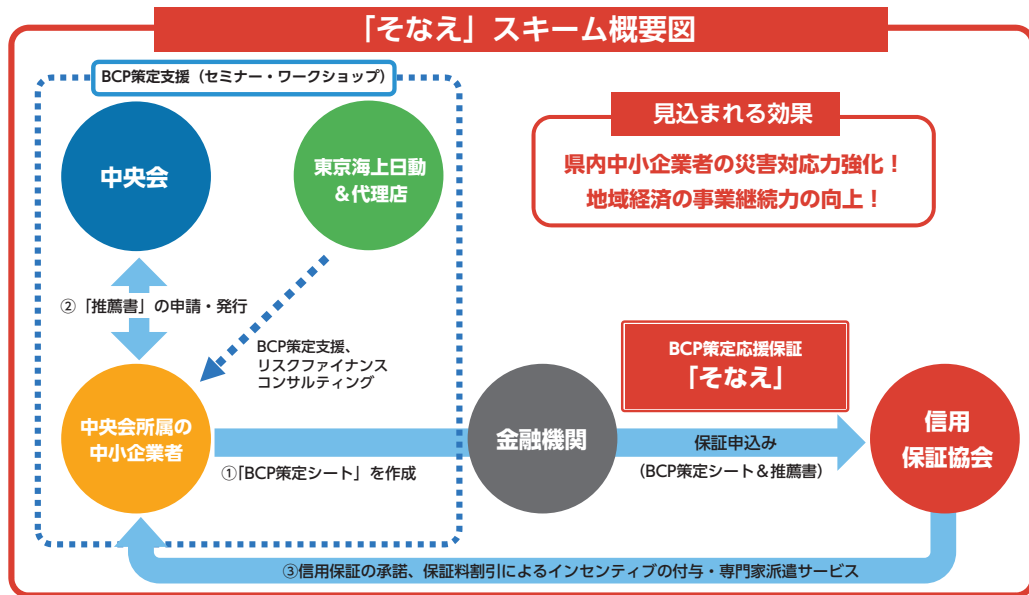 「そなえ」スキーム概要図
BCP策定支援（セミナー・ワークショップ）
中央会
東京海上日動
＆代理店
見込まれる効果
県内中小企業者の災害対応力強化！
地域経済の事業継続力の向上！
②「推薦書」の申請・発行
BCP策定支援、
リスクファイナンス
コンサルティング
BCP策定応援保証
「そなえ」
中央会所属の
中小企業者
①「BCP策定シート」を作成
金融機関
保証申込み
（BCP策定シート＆推薦書）
信用
保証協会
③信用保証の承諾、保証料割引によるインセンティブの付与・専門家派遣サービス